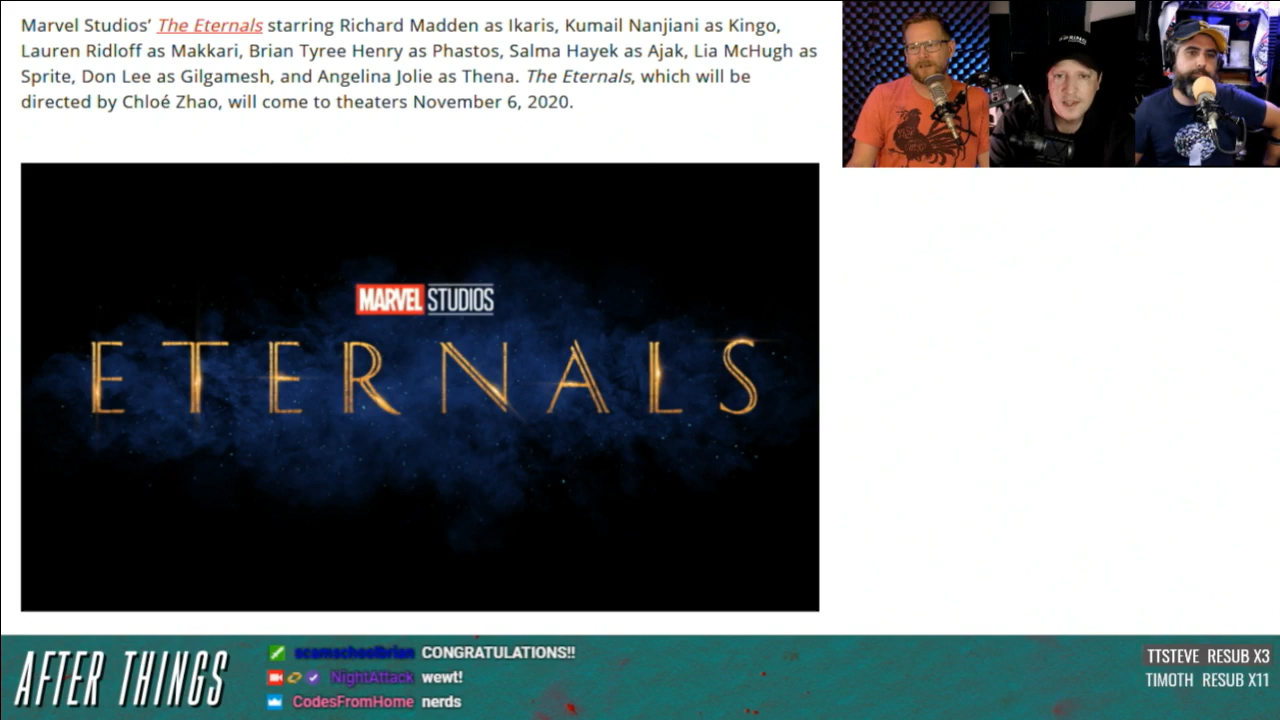 Marvel Studios’ The Eternals starring Richard Madden as Ikaris, Kumail Nanjiani as Kingo,
Lauren Ridloff as Makkari, Brian Tyree Henry as Phastos, Salma Hayek as Ajak, Lia McHugh as
Sprite, Don Lee as Gilgamesh, and Angelina Jolie as Thena. The Eternals, which will be
directed by Chloé Zhao, will come to theaters November 6, 2020.
MARVEL STUDIOS
ETERNALS
AFTER THINGS
scamschoolbrian CONGRATULATIONS!!
NightAttack wewt!
CodesFromHome nerds
TTSTEVE RESUB X3
TIMOTH RESUB X11